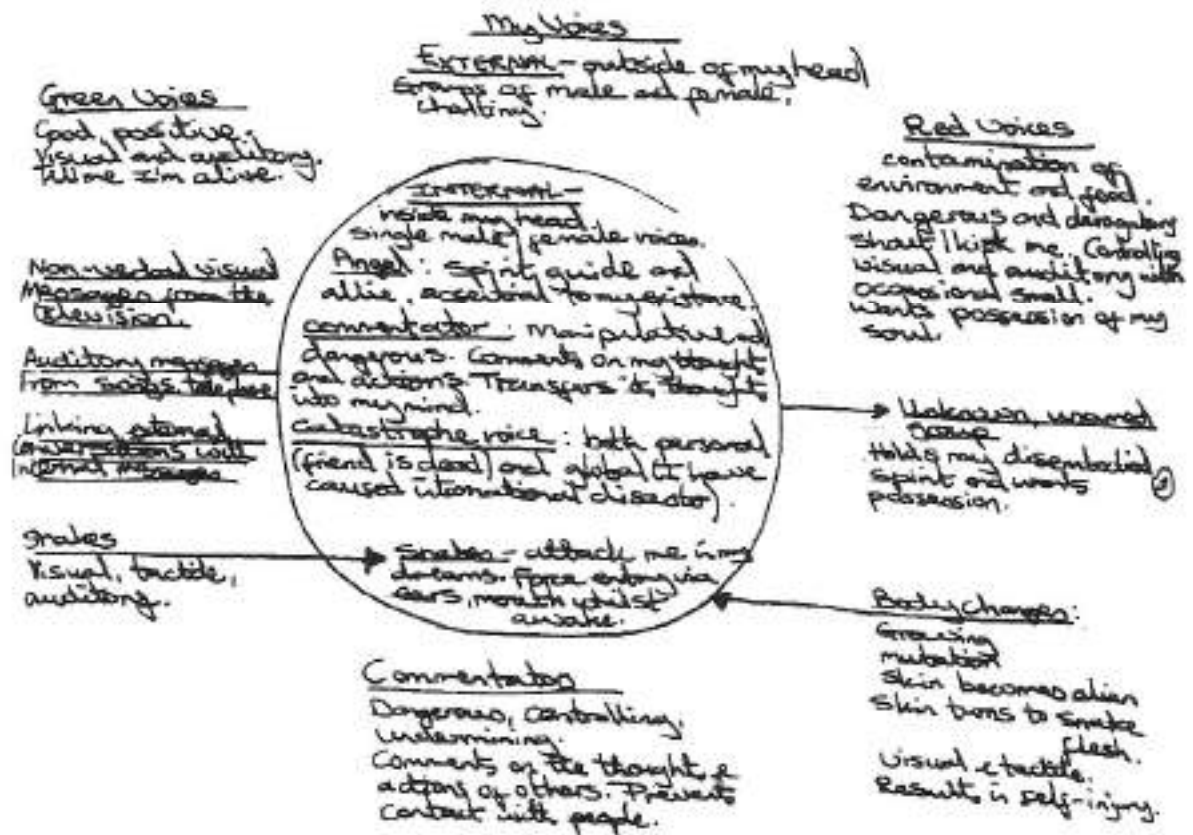 My Voices
EXTERNAL - outside of my head
Groups of male and female,
chanting.
Green Voices
Good, positive.
Visual and auditory.
Tell me I'm alive.
Red Voices
contamination of
environment and food.
Dangerous and derogatory
shout / kick me. Controlling
visual and auditory with
occasional smell.
Wants possession of my
soul.
INTERNAL -
inside my head
single male / female voices.
Angel: Spirit guide and
allie, essential to my existence.
Commentator: Manipulative and
dangerous. Comments on my thoughts
and actions. Transfers its thoughts
into my mind.
Catastrophe voice: both personal
(friend is dead) and global (I have
caused international disaster).
Snakes - attack me in my
dreams. Force entry via
ears, mouth whilst
awake.
Non-verbal visual
Messages from the
television.
Auditory messages
from songs, telephone
Linking external
conversations with
internal messages
Snakes
Visual, tactile,
auditory.
Unknown, unnamed
Holds my disembodied
spirit and wants
possession.
Body changes:
Growing
mutation
Skin becomes alien
Skin turns to snake
flesh.
Visual & tactile.
Results in self-injury.
Commentator
Dangerous, controlling,
undermining.
Comments on the thoughts &
actions of others. Prevents
contact with people.